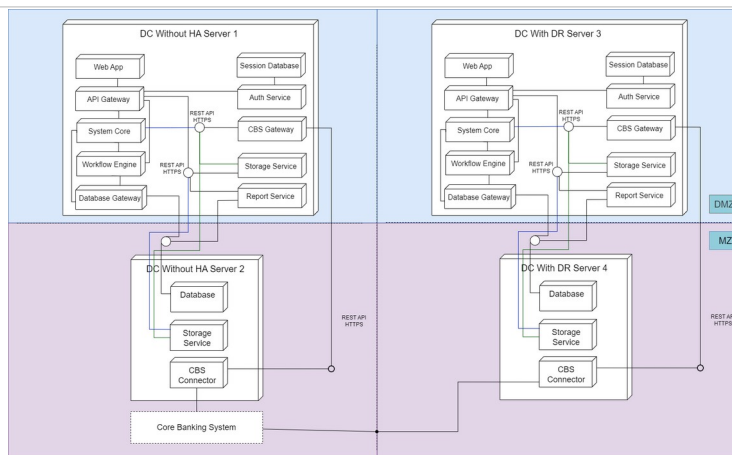 DC Without HA Server 1
Web App
Session Database
API Gateway
Auth Service
REST API
HTTPS
System Core
CBS Gateway
Workflow Engine
REST API
HTTPS
Storage Service
Database Gateway
Report Service
DC With DR Server 3
Web App
Session Database
API Gateway
Auth Service
REST API
HTTPS
System Core
CBS Gateway
Workflow Engine
REST API
HTTPS
Storage Service
Database Gateway
Report Service
DMZ
MZ
DC Without HA Server 2
Database
Storage
Service
CBS
Connector
REST API
HTTPS
Core Banking System
DC With DR Server 4
Database
Storage
Service
CBS
Connector
REST AP
HTTPS